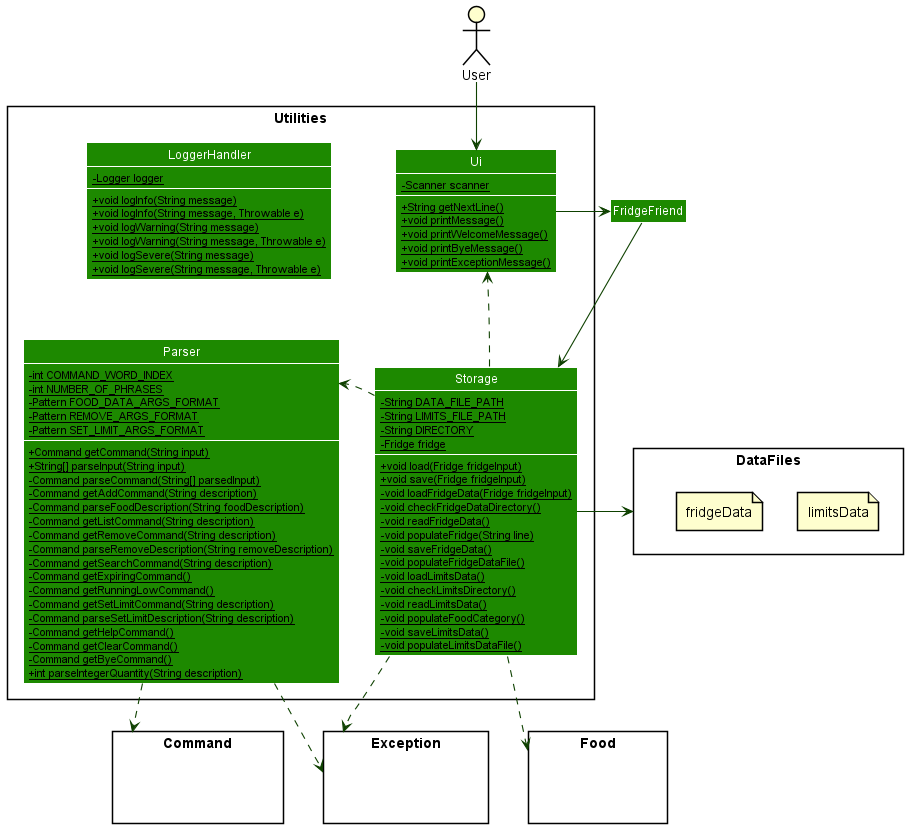 User
Utilities
LoggerHandler
-Logger logger
+void logInfo(String message)
+void logInfo(String message, Throwable e)
+void logWarning(String message)
+void logWarning(String message, Throwable e)
+void logSevere(String message)
+void logSevere(String message, Throwable e)
Ui
-Scanner scanner
+String getNextLine()
+void printMessage()
+void printWelcomeMessage()
+void printByeMessage()
+void printExceptionMessage()
FridgeFriend
Parser
-int COMMAND_WORD_INDEX
-int NUMBER_OF_PHRASES
-Pattern FOOD_DATA_ARGS_FORMAT
-Pattern REMOVE_ARGS_FORMAT
-Pattern SET_LIMIT_ARGS_FORMAT
+Command getCommand(String input)
+String[] parseInput(String input)
-Command parseCommand(String[] parsedInput)
-Command getAddCommand(String description)
-Command parseFoodDescription(String foodDescription)
-Command getListCommand(String description)
-Command getRemoveCommand(String description)
-Command parseRemoveDescription(String removeDescription)
-Command getSearchCommand(String description)
-Command getExpiringCommand()
-Command getRunningLowCommand()
-Command getSetLimitCommand(String description)
-Command parseSetLimitDescription(String description)
-Command getHelpCommand()
-Command getClearCommand()
-Command getByeCommand()
+int parseIntegerQuantity(String description)
Storage
-String DATA_FILE_PATH
-String LIMITS_FILE_PATH
-String DIRECTORY
-Fridge fridge
+void load(Fridge fridgeInput)
+void save(Fridge fridgeInput)
-void loadFridgeData(Fridge fridgeInput)
-void checkFridgeDataDirectory()
-void readFridgeData()
-void populateFridge(String line)
-void saveFridgeData()
-void populateFridgeDataFile()
-void loadLimitsData()
-void checkLimitsDirectory()
-void readLimitsData()
-void populateFoodCategory()
-void saveLimitsData()
-void populateLimitsDataFile()
DataFiles
fridgeData
limitsData
Command
Exception
Food